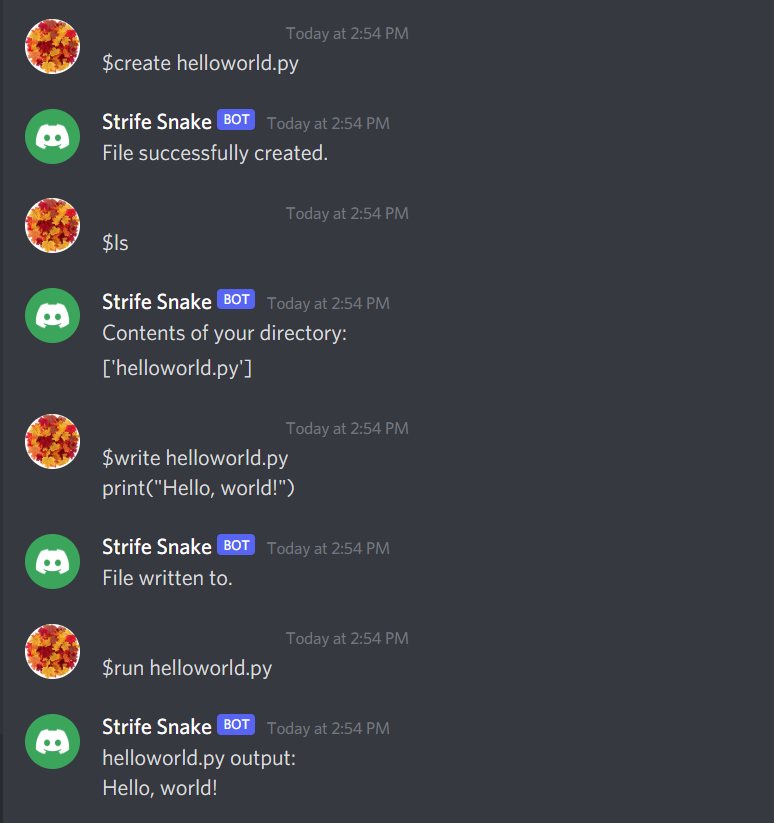 Today at 2:54 PM
$create helloworld.py
Strife Snake BOT Today at 2:54 PM
File successfully created.
Today at 2:54 PM
$ls
Strife Snake BOT Today at 2:54 PM
Contents of your directory:
['helloworld.py']
Today at 2:54 PM
$write helloworld.py
print("Hello, world!")
Strife Snake BOT Today at 2:54 PM
File written to.
Today at 2:54 PM
$run helloworld.py
Strife Snake BOT Today at 2:54 PM
helloworld.py output:
Hello, world!